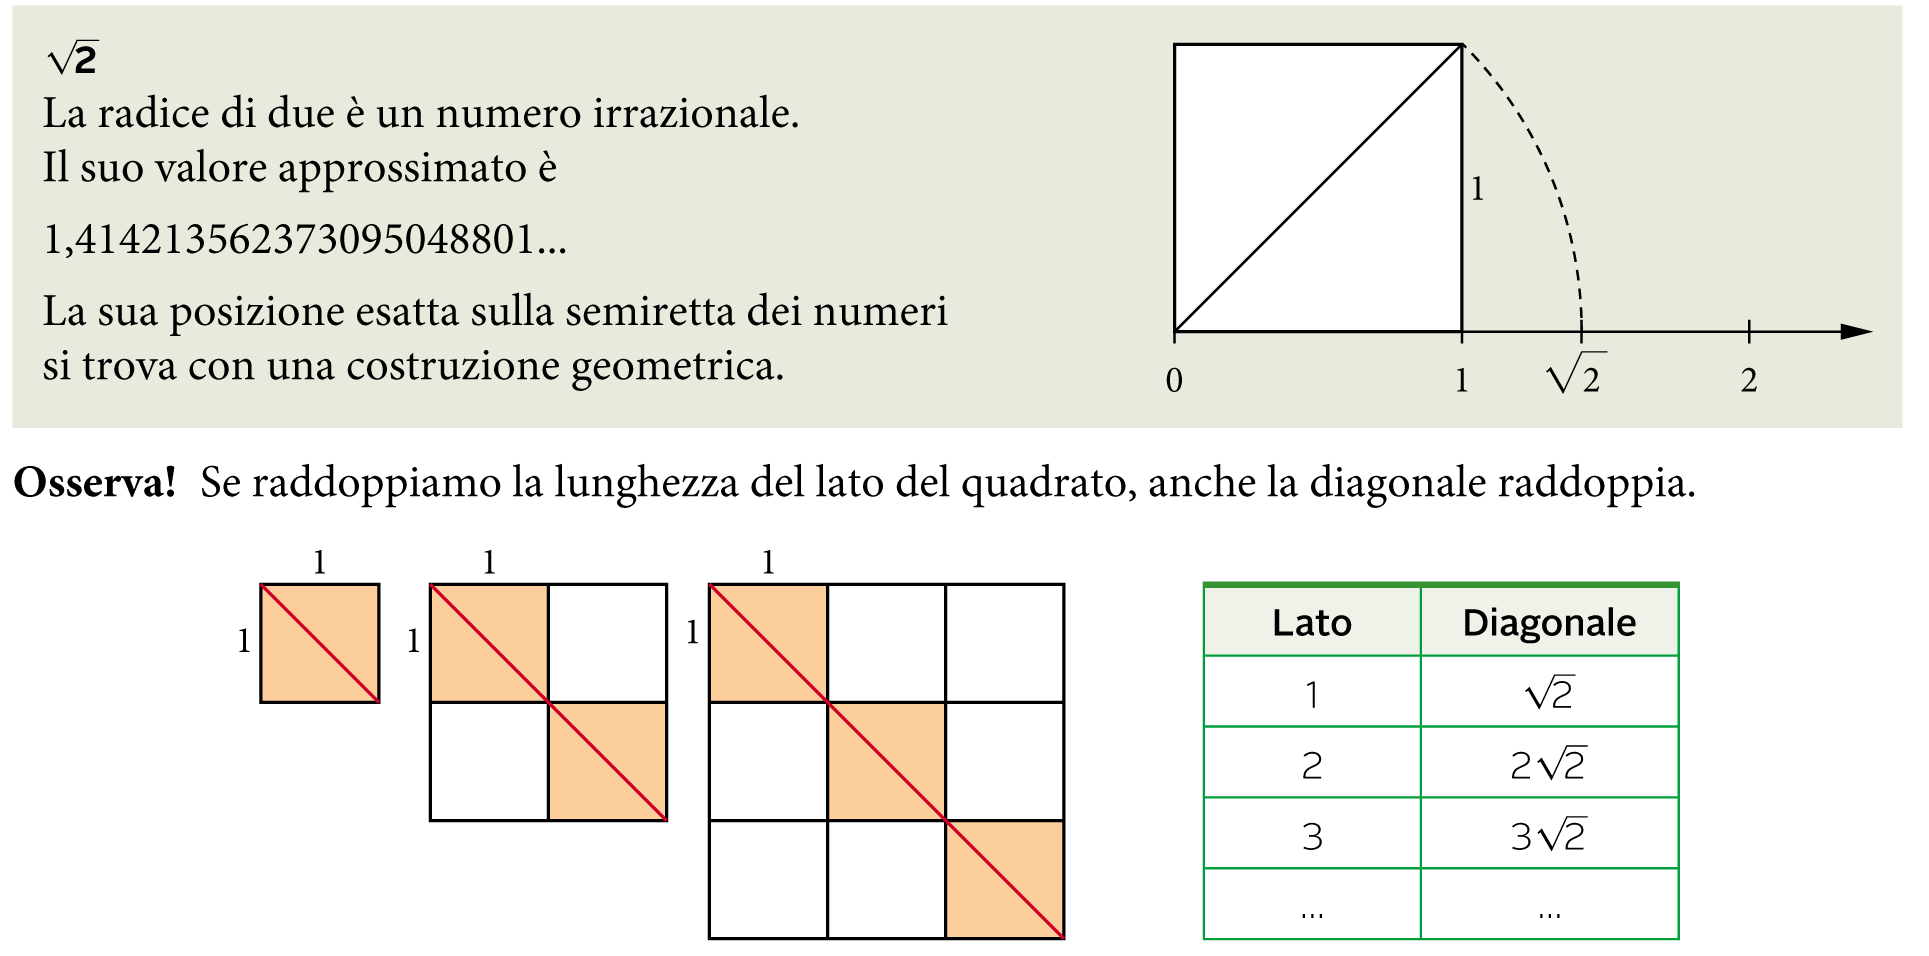 √2
La radice di due è un numero irrazionale.
Il suo valore approssimato è
1,414213562373095048801...
La sua posizione esatta sulla semiretta dei numeri
si trova con una costruzione geometrica.
1
0 1 √2 2
Osserva! Se raddoppiamo la lunghezza del lato del quadrato, anche la diagonale raddoppia.
1 1 1
1 1 1
Lato Diagonale
1 √2
2 2√2
3 3√2
... ...